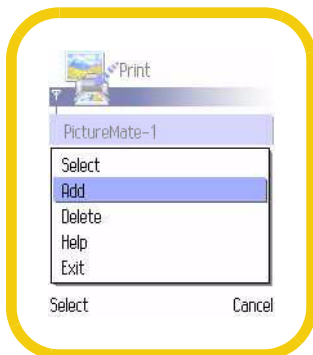 Print
PictureMate-1
Select
Add
Delete
Help
Exit
Select Cancel